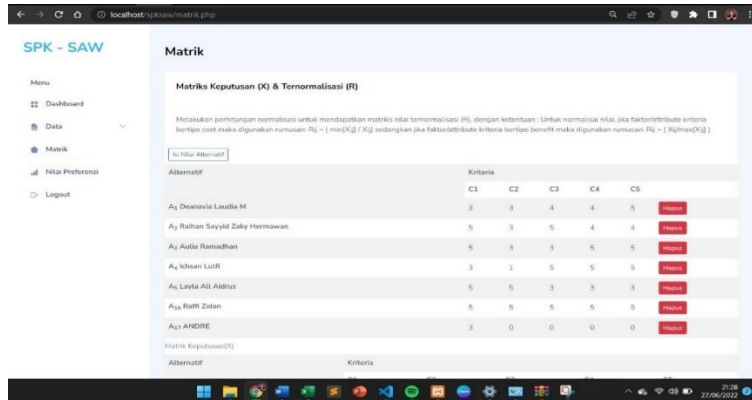 localhost/spksaw/matrik.php
SPK - SAW
Matrik
Menu
Dashboard
Data
Matrik
Nilai Preferensi
Logout
Matriks Keputusan (X) & Ternormalisasi (R)
Melakukan perhitungan normalisasi untuk mendapatkan matriks nilai ternormalisasi (R), dengan ketentuan : Untuk normalisai nilai, jika faktor/attribute kriteria
bertipe cost maka digunakan rumusan: Rij = ( min{Xij} / Xij) sedangkan jika faktor/attribute kriteria bertipe benefit maka digunakan rumusan: Rij = ( Xij/max{Xij} )
Isi Nilai Alternatif
Alternatif Kriteria
C1 C2 C3 C4 C5
A1 Deanavia Laudia M 3 3 4 4 5 Hapus
A2 Raihan Sayyid Zaky Hermawan 5 3 5 4 4 Hapus
A3 Aulia Ramadhan 5 3 3 5 5 Hapus
A4 Ichsan Lutfi 3 1 5 5 5 Hapus
A5 Layla All Aidrus 5 5 3 3 3 Hapus
A16 Raffi Zidan 5 5 5 5 5 Hapus
A17 ANDRE 3 0 0 0 0 Hapus
Matrik Keputusan(X)
Alternatif Kriteria
21:28
27/06/2022